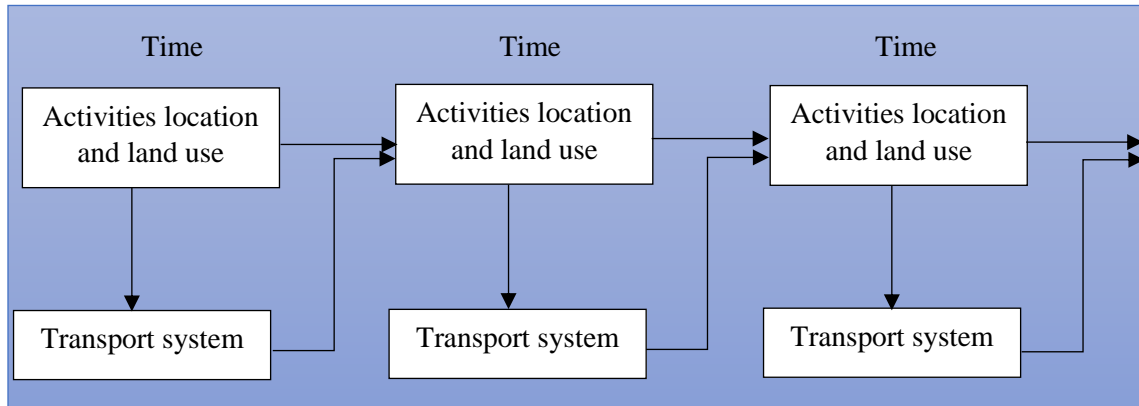 Time
Time
Time
Activities location
and land use
Activities location
and land use
Activities location
and land use
Transport system
Transport system
Transport system